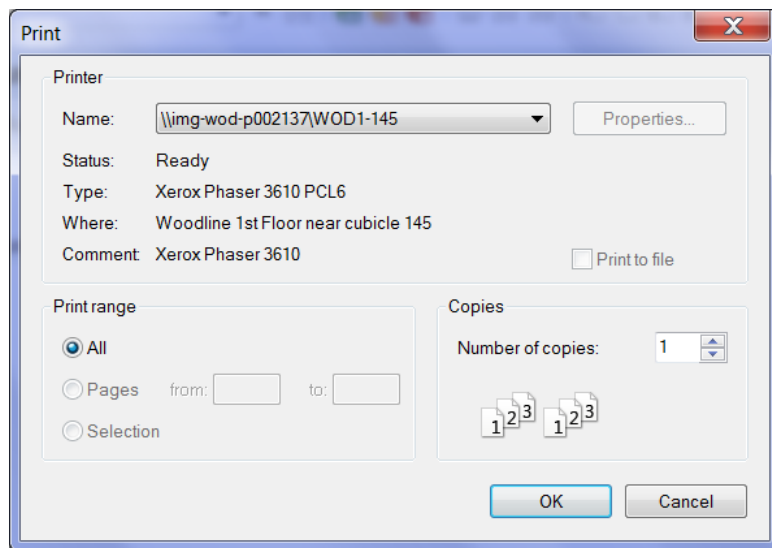 Print
X
Printer
Name: \\img-wod-p002137\WOD1-145 Properties...
Status: Ready
Type: Xerox Phaser 3610 PCL6
Where: Woodline 1st Floor near cubicle 145
Comment: Xerox Phaser 3610 Print to file
Print range
All
Pages from: to:
Selection
Copies
Number of copies: 1
1 2 3 1 2 3
OK Cancel